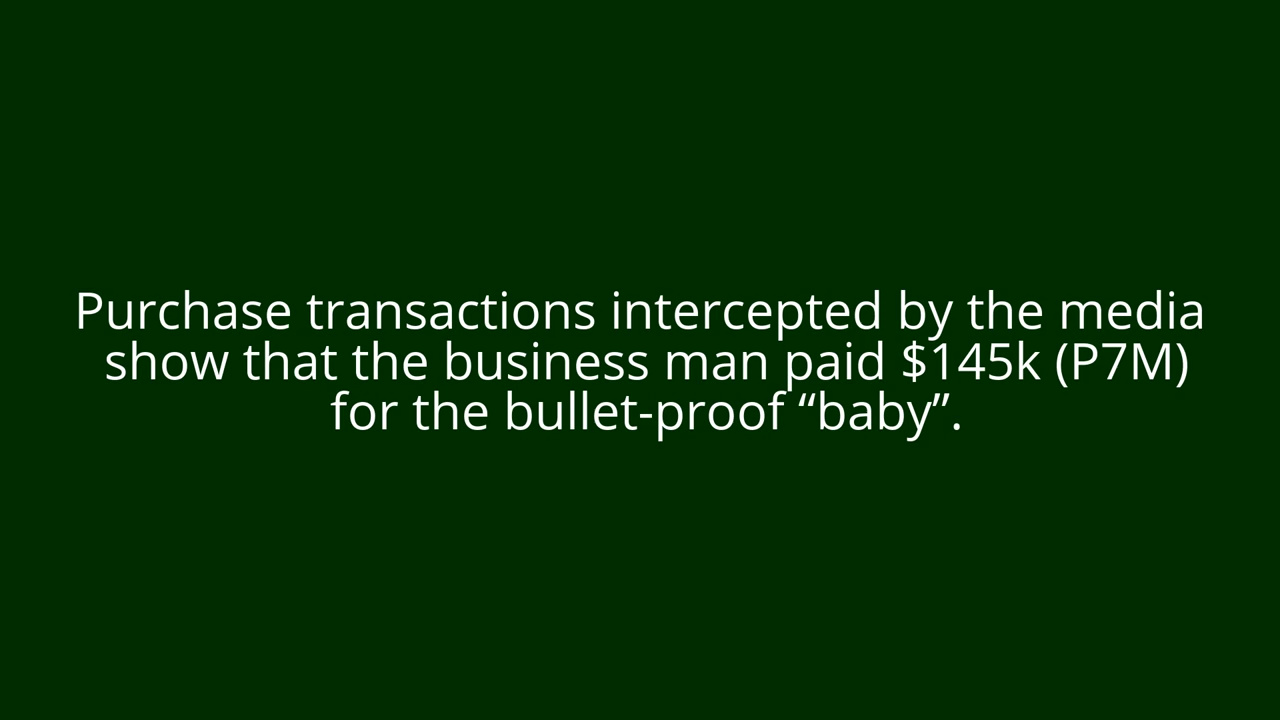 Purchase transactions intercepted by the media
show that the business man paid $145k (P7M)
for the bullet-proof “baby”.